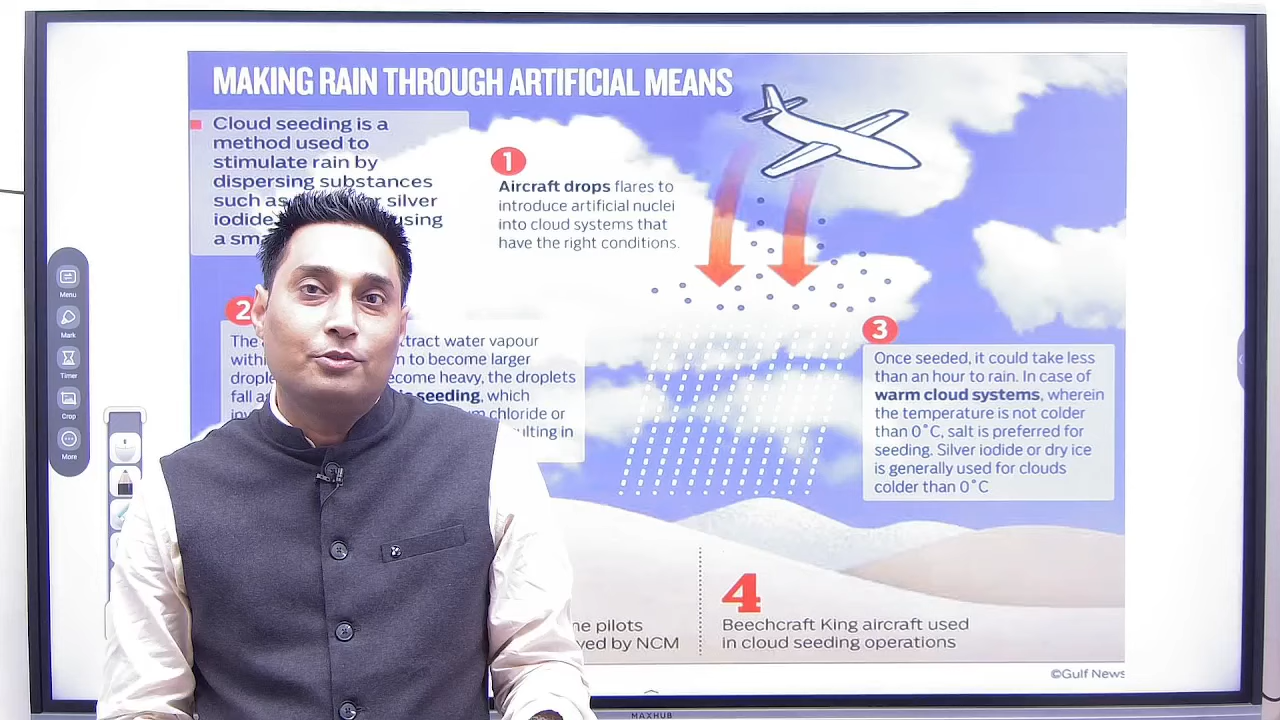 MAKING RAIN THROUGH ARTIFICIAL MEANS
Cloud seeding is a
method used to
stimulate rain by
dispersing substances
such as or silver
iodide using
a
1
Aircraft drops flares to
introduce artificial nuclei
into cloud systems that
have the right conditions.
2
The water vapour
to become larger
become heavy, the droplets
fall seeding, which
chloride or
in
3
Once seeded, it could take less
than an hour to rain. In case of
warm cloud systems, wherein
the temperature is not colder
than 0°C, salt is preferred for
seeding. Silver iodide or dry ice
is generally used for clouds
colder than 0°C
pilots
by NCM
4
Beechcraft King aircraft used
in cloud seeding operations
©Gulf News
Menu
Mark
Timer
Crop
More
MAXHUB